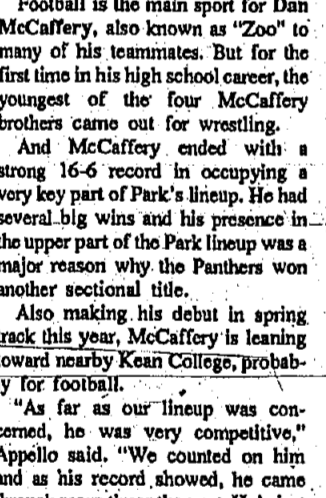 Football is the main sport for Dan
McCaffery, also known as "Zoo" to
many of his teammates. But for the
first time in his high school career, the
youngest of the four McCaffery
brothers came out for wrestling.
And McCaffery ended with a
strong 16-6 record in occupying a
very key part of Park's lineup. He had
several big wins and his presence in
the upper part of the Park lineup was a
major reason why the Panthers won
another sectional title.
Also making his debut in spring
track this year, McCaffery is leaning
toward nearby Kean College, probab-
ly for football.
"As far as our lineup was con-
cerned, he was very competitive,"
Appello said. "We counted on him
and as his record showed, he came